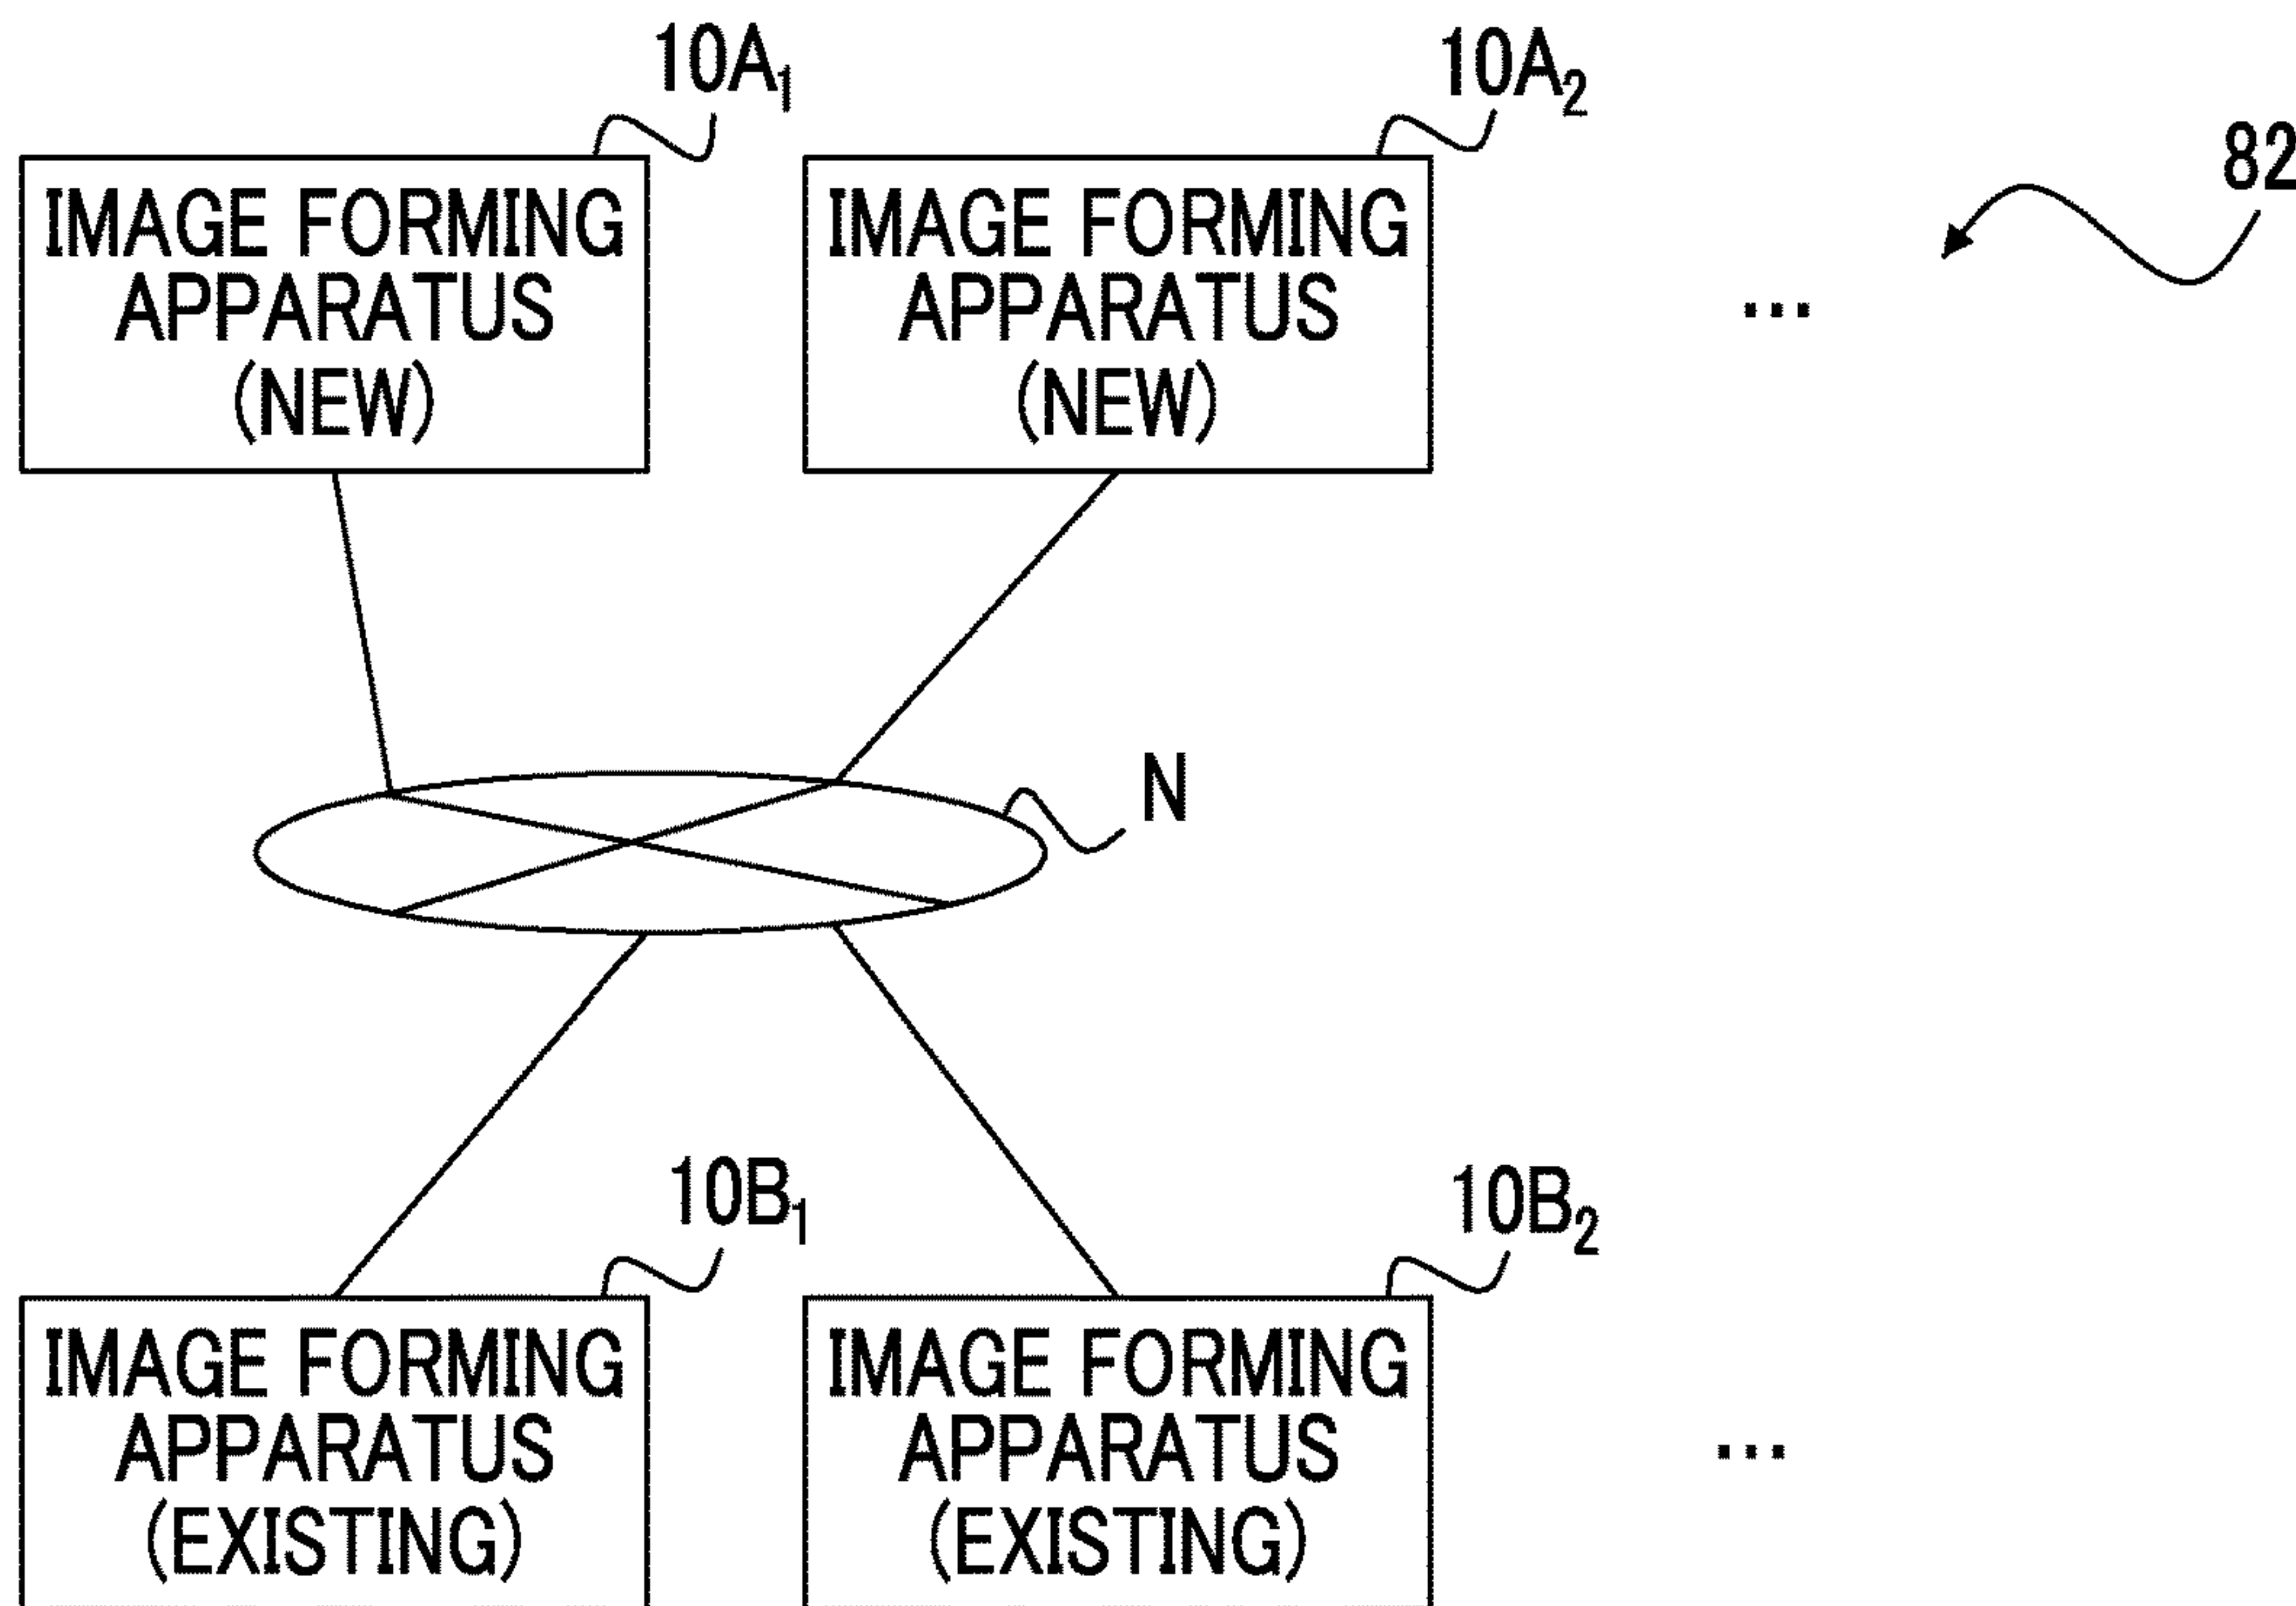 10A₁
10A₂
82
IMAGE FORMING
APPARATUS
(NEW)
IMAGE FORMING
APPARATUS
(NEW)
...
N
10B₁
10B₂
IMAGE FORMING
APPARATUS
(EXISTING)
IMAGE FORMING
APPARATUS
(EXISTING)
...